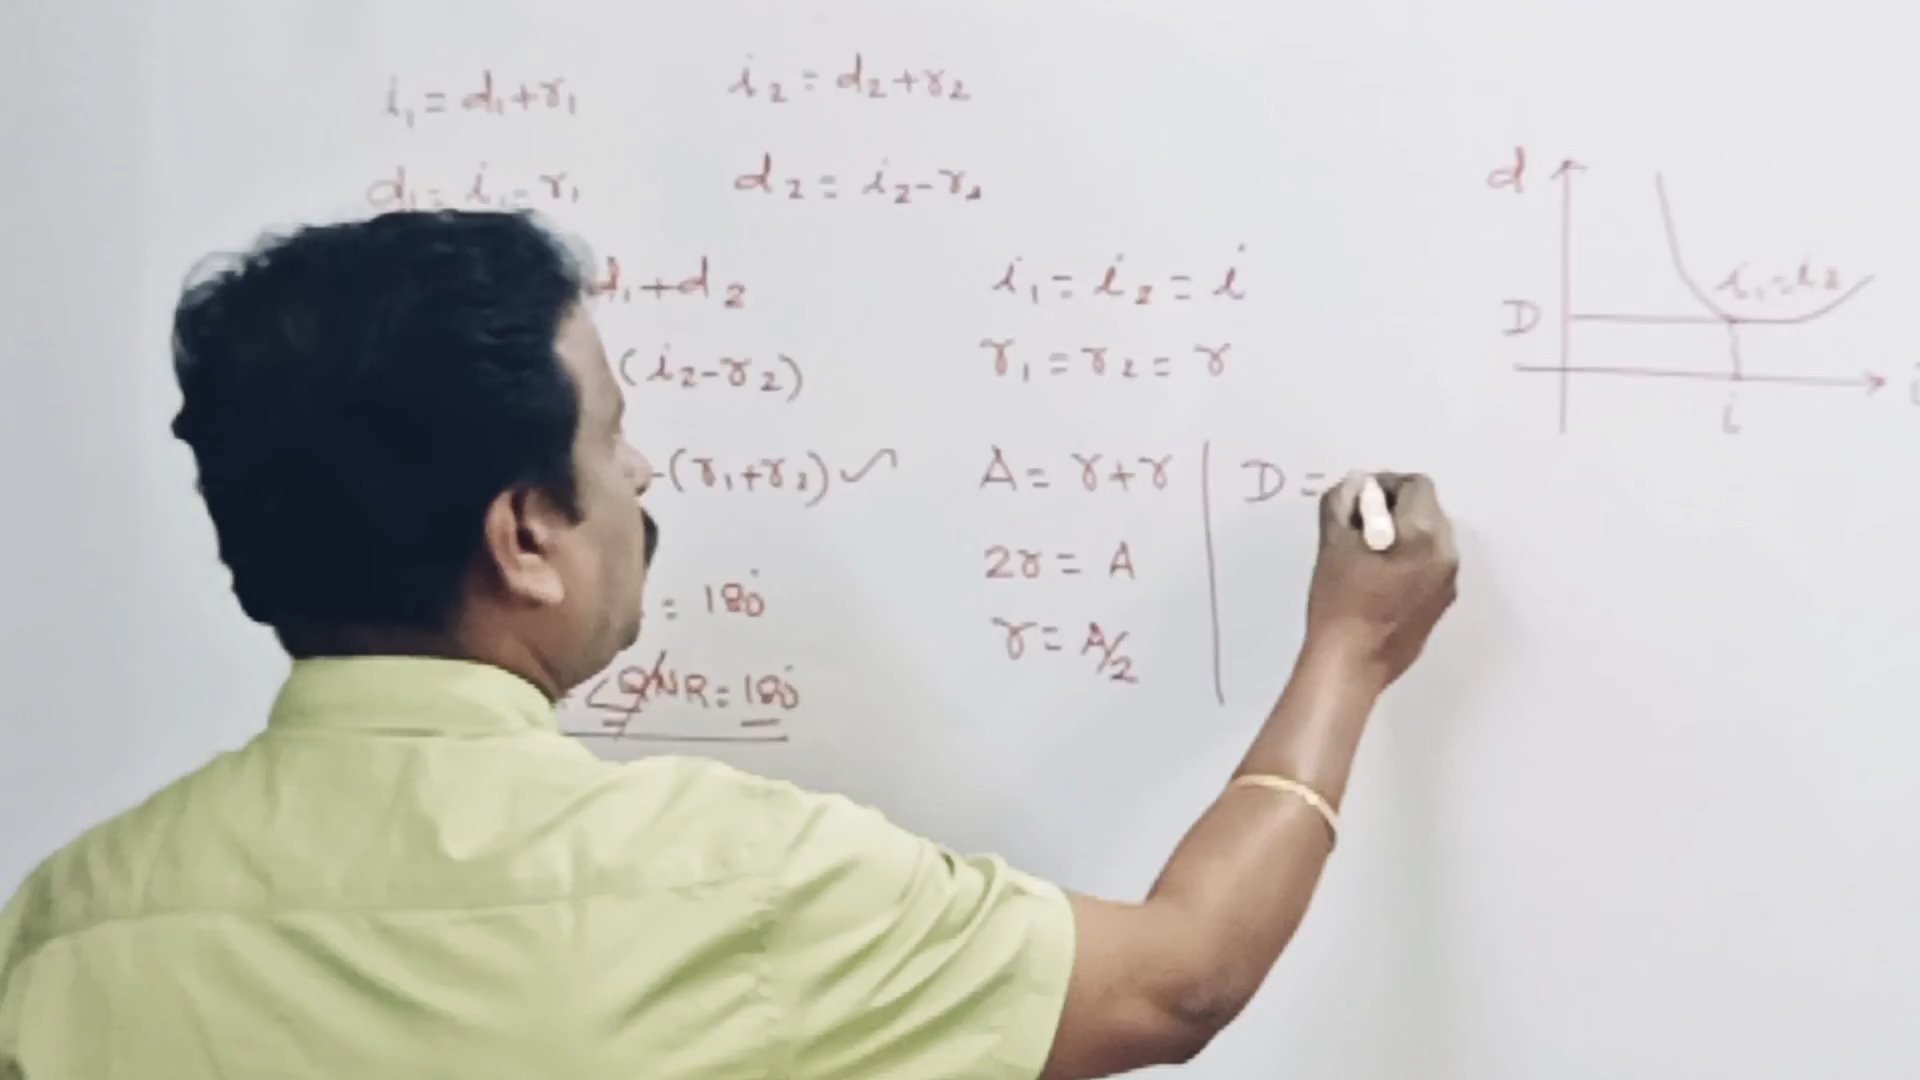 i₁ = d₁+r₁
i₂ = d₂+r₂
d₁ = i₁-r₁
d₂ = i₂-r₂
d₁+d₂
(i₂-r₂)
-(r₁+r₂)
= 180°
QNR = 180°
i₁ = i₂ = i
r₁ = r₂ = r
A = r+r
2r = A
r = A/2
D =
d
i₁=i₂
D
i